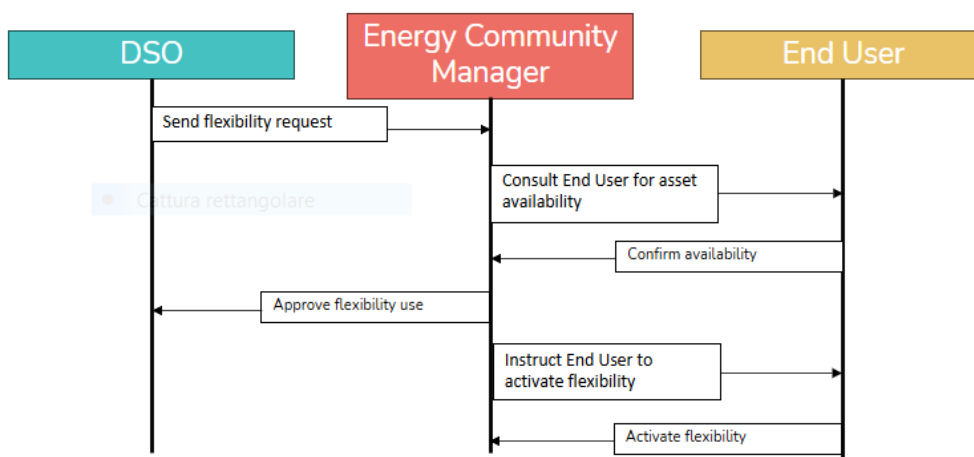 DSO
Energy Community
Manager
End User
Send flexibility request
Consult End User for asset
availability
Cattura rettangolare
Confirm availability
Approve flexibility use
Instruct End User to
activate flexibility
Activate flexibility